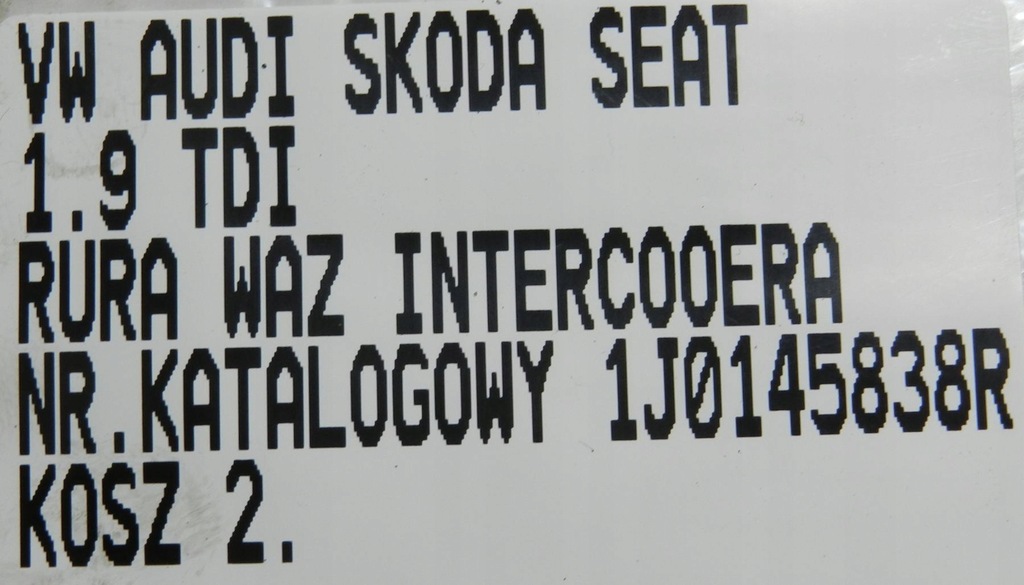 VW AUDI SKODA SEAT
1.9 TDI
RURA WAZ INTERCOOERA
NR.KATALOGOWY 1J0145838R
KOSZ 2.